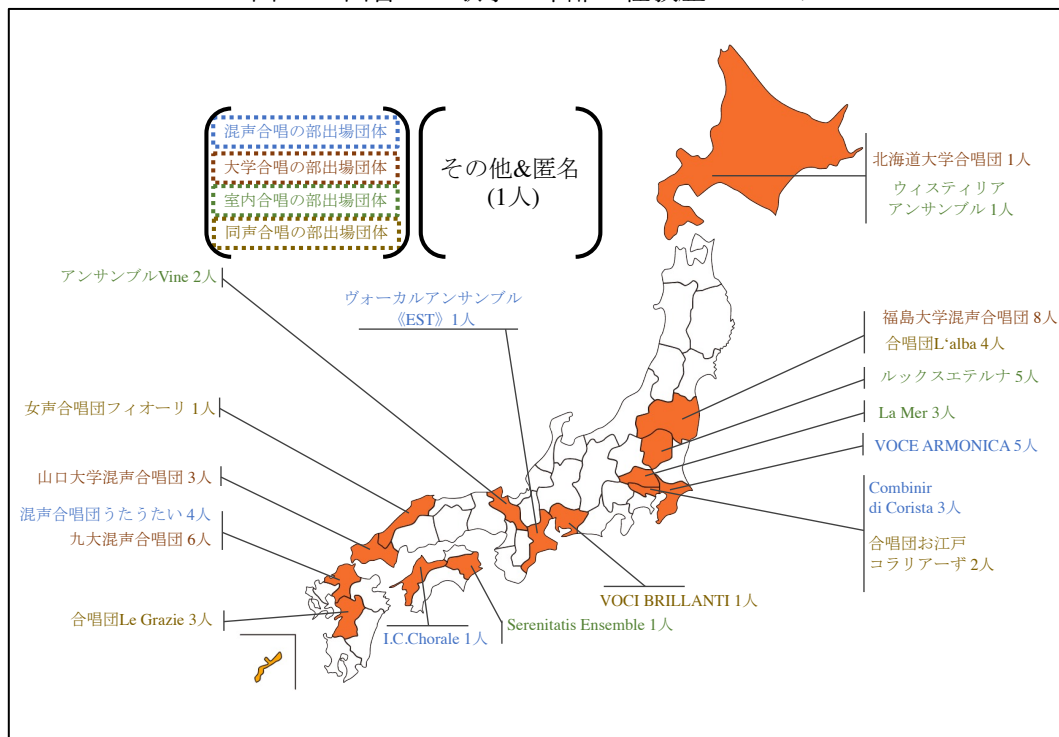 混声合唱の部出場団体
大学合唱の部出場団体
室内合唱の部出場団体
同声合唱の部出場団体
その他&匿名
(1人)
北海道大学合唱団 1人
ウィスティリア
アンサンブル 1人
アンサンブルVine 2人
ヴォーカルアンサンブル
《EST》1人
福島大学混声合唱団 8人
合唱団L‘alba 4人
ルックスエテルナ 5人
女声合唱団フィオーリ 1人
La Mer 3人
VOCE ARMONICA 5人
山口大学混声合唱団 3人
Combinir
di Corista 3人
混声合唱団うたうたい 4人
九大混声合唱団 6人
合唱団お江戸
コラリアーず 2人
VOCI BRILLANTI 1人
合唱団Le Grazie 3人
Serenitatis Ensemble 1人
I.C.Chorale 1人